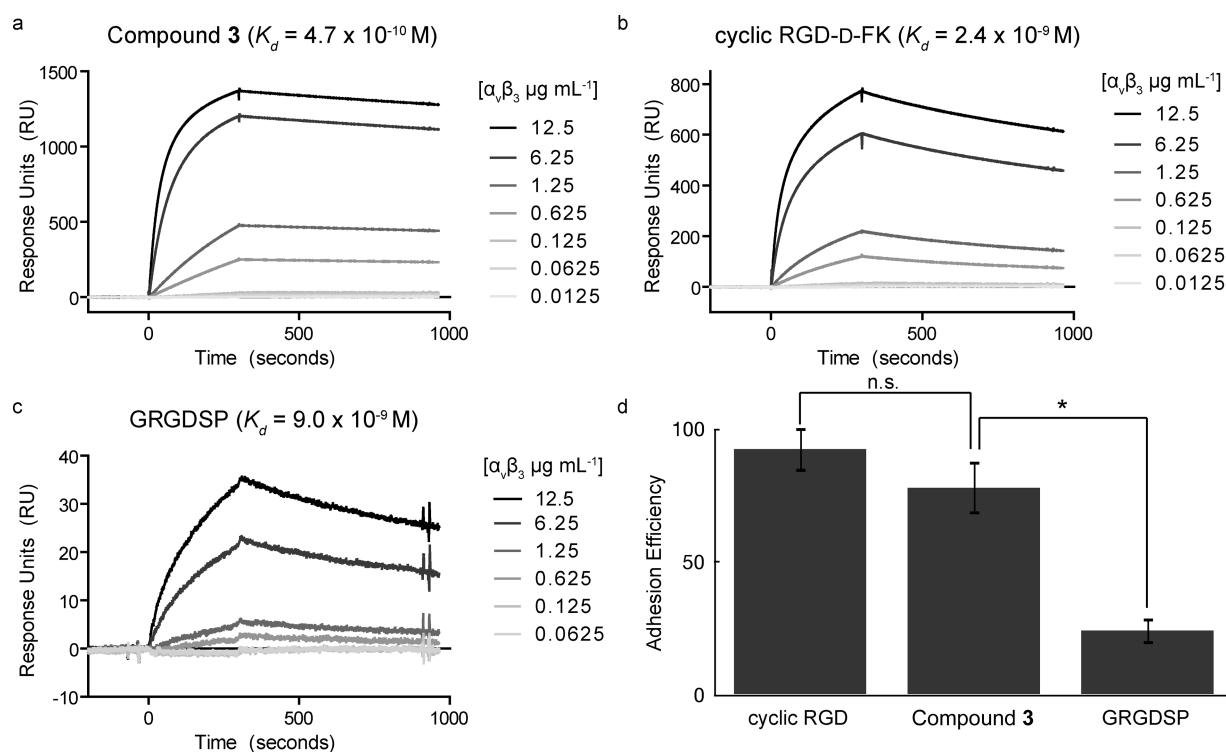 a
Compound 3 (Kd = 4.7 x 10-10 M)
1500
1000
500
0
Response Units (RU)
0 500 1000
Time (seconds)
[αvβ3 μg mL-1]
12.5
6.25
1.25
0.625
0.125
0.0625
0.0125
b
cyclic RGD-D-FK (Kd = 2.4 x 10-9 M)
800
600
400
200
0
Response Units (RU)
0 500 1000
Time (seconds)
[αvβ3 μg mL-1]
12.5
6.25
1.25
0.625
0.125
0.0625
0.0125
c
GRGDSP (Kd = 9.0 x 10-9 M)
40
30
20
10
0
-10
Response Units (RU)
0 500 1000
Time (seconds)
[αvβ3 μg mL-1]
12.5
6.25
1.25
0.625
0.125
0.0625
d
n.s.
*
100
50
0
Adhesion Efficiency
cyclic RGD Compound 3 GRGDSP